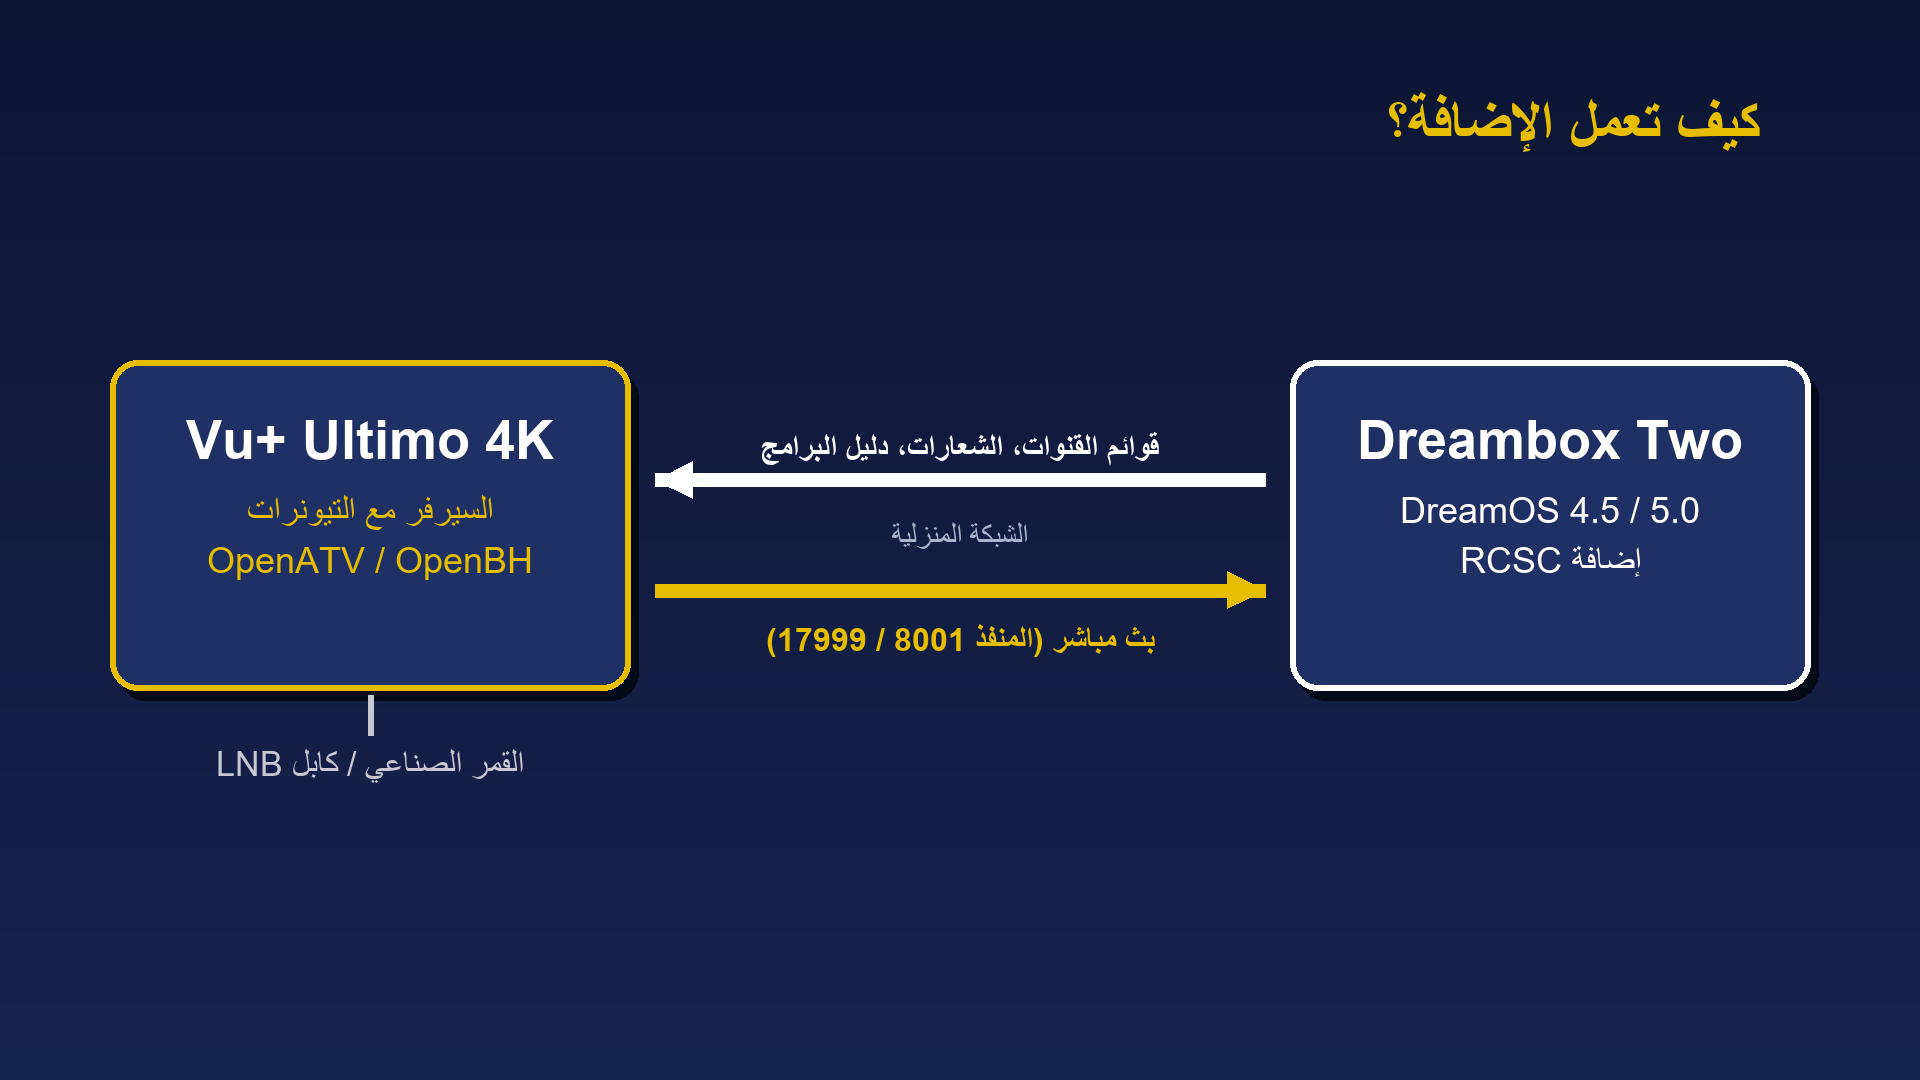 كيف تعمل الإضافة؟
Vu+ Ultimo 4K
السيرفر مع التيونرات
OpenATV / OpenBH
القمر الصناعي / كابل LNB
قوائم القنوات، الشعارات، دليل البرامج
الشبكة المنزلية
بث مباشر (المنفذ 8001 / 17999)
Dreambox Two
DreamOS 4.5 / 5.0
إضافة RCSC